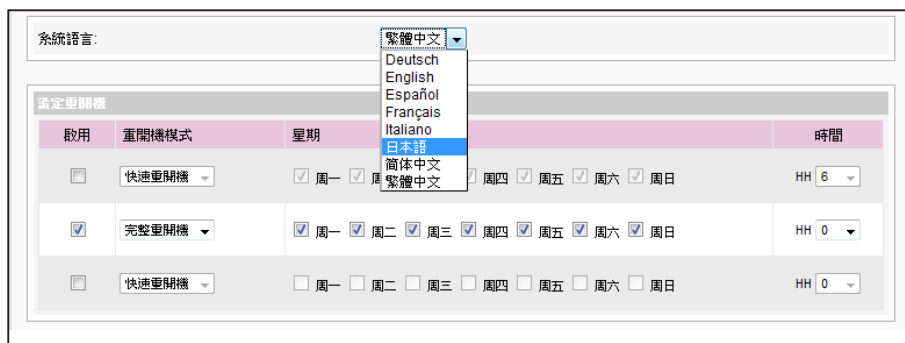 系統語言: 繁體中文
Deutsch
English
Español
Français
Italiano
日本語
简体中文
繁體中文
設定重開機
啟用 重開機模式 星期 時間
快速重開機 周一 周四 周五 周六 周日 HH 6
完整重開機 周一 周二 周三 周四 周五 周六 周日 HH 0
快速重開機 周一 周二 周三 周四 周五 周六 周日 HH 0